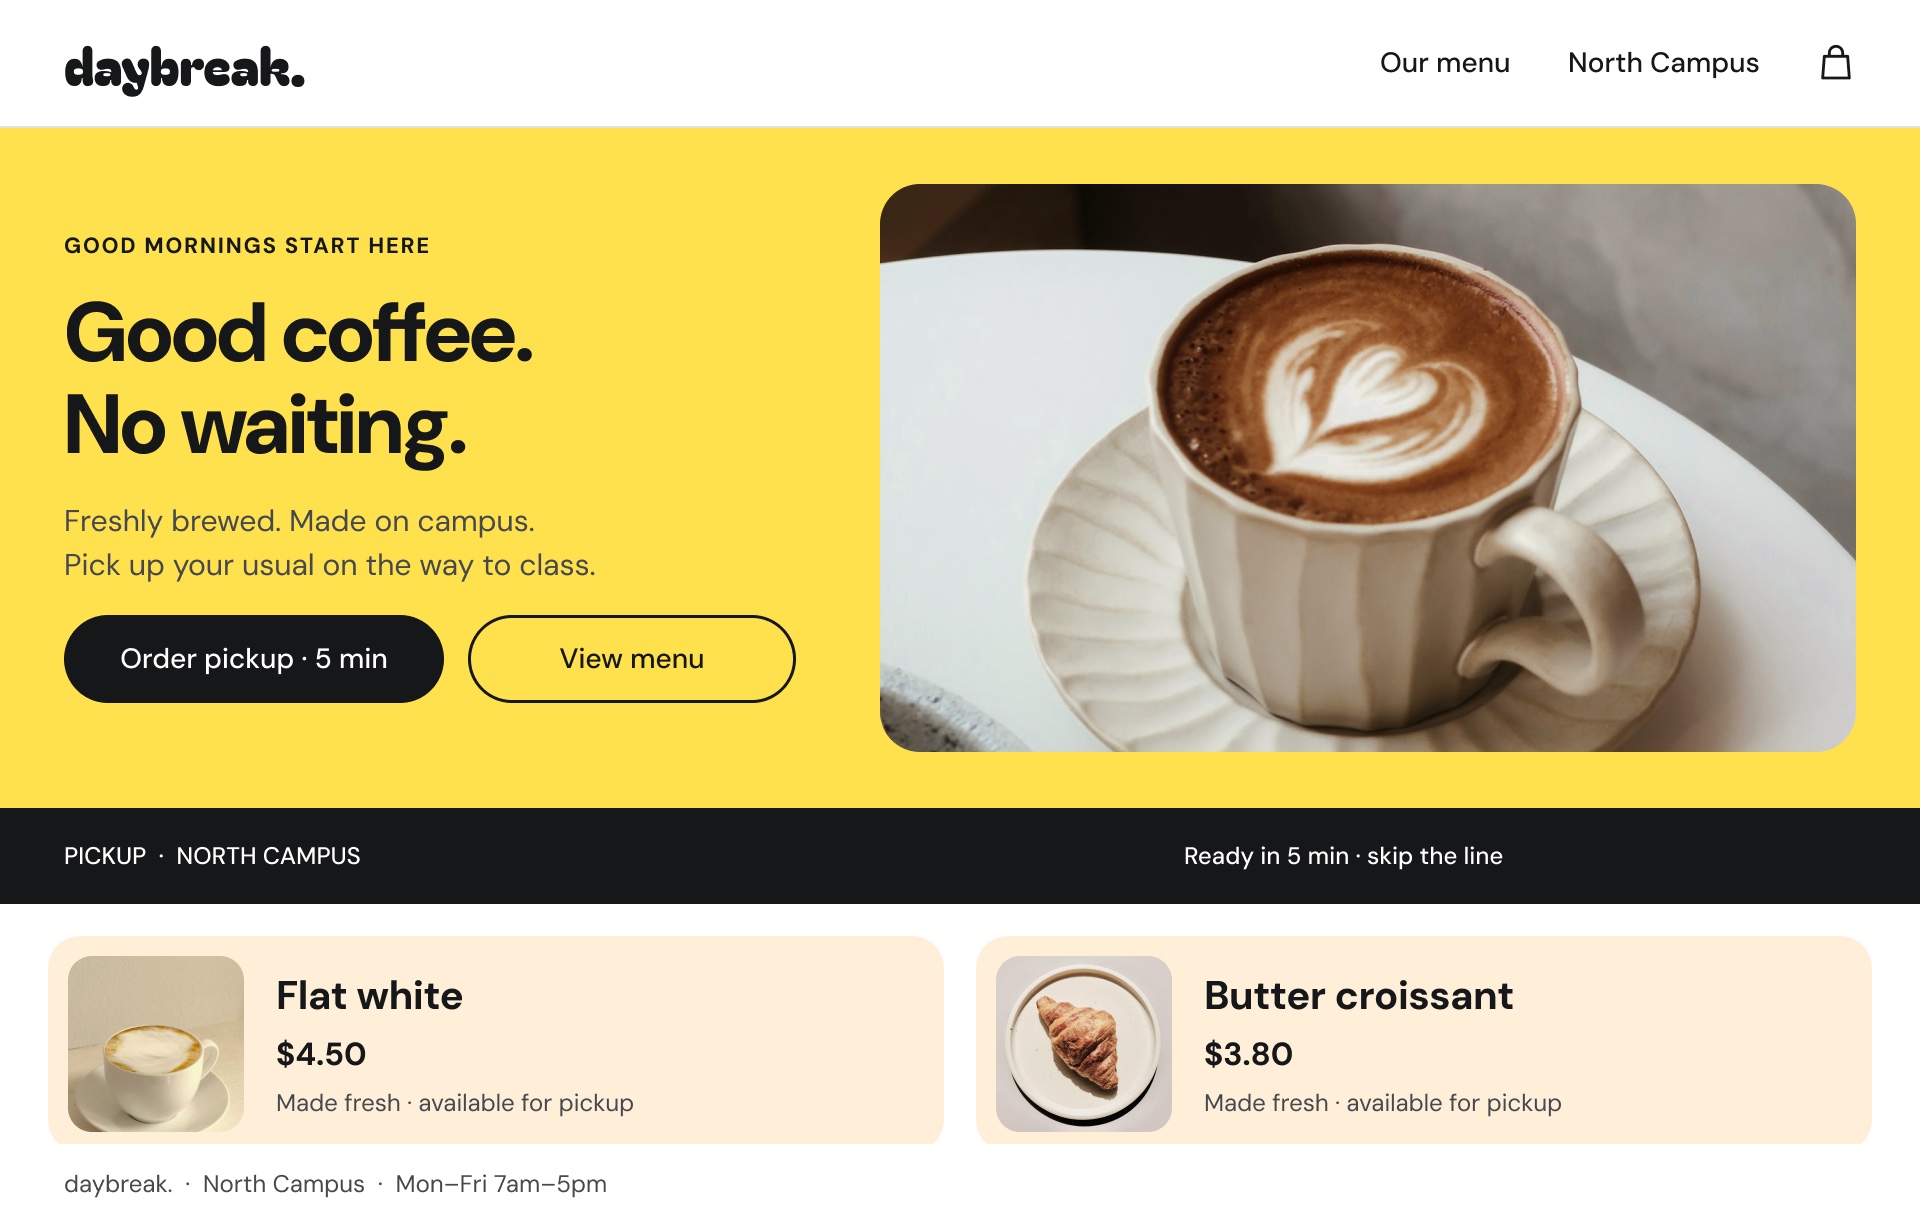 daybreak.
Our menu
North Campus
GOOD MORNINGS START HERE
Good coffee.
No waiting.
Freshly brewed. Made on campus.
Pick up your usual on the way to class.
Order pickup · 5 min
View menu
PICKUP · NORTH CAMPUS
Ready in 5 min · skip the line
Flat white
$4.50
Made fresh · available for pickup
Butter croissant
$3.80
Made fresh · available for pickup
daybreak. · North Campus · Mon–Fri 7am–5pm